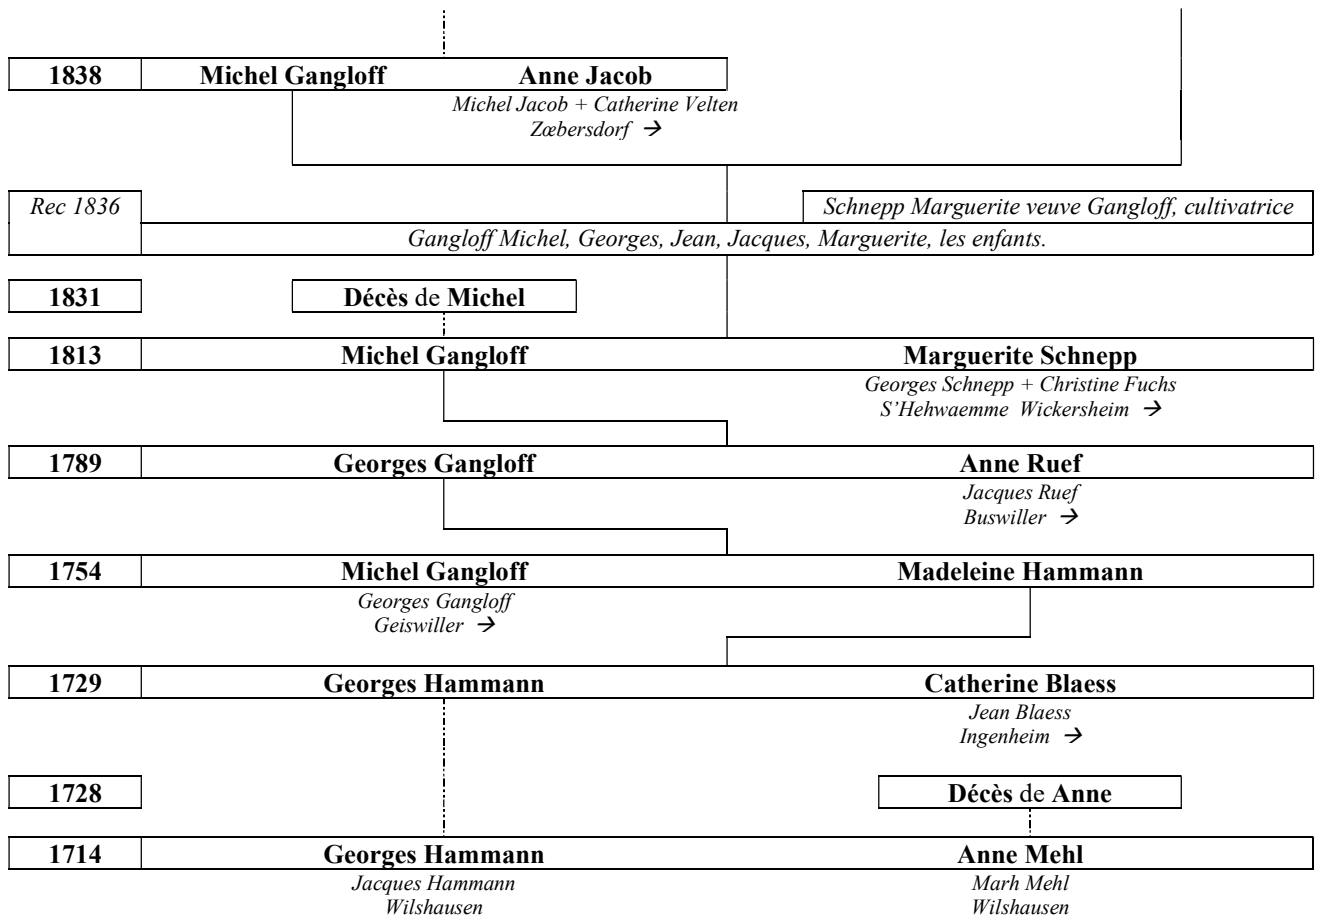 1838 Michel Gangloff Anne Jacob
Michel Jacob + Catherine Velten
Zœbersdorf →
Rec 1836 Schnepp Marguerite veuve Gangloff, cultivatrice
Gangloff Michel, Georges, Jean, Jacques, Marguerite, les enfants.
1831 Décès de Michel
1813 Michel Gangloff Marguerite Schnepp
Georges Schnepp + Christine Fuchs
S'Hehwaemme Wickersheim →
1789 Georges Gangloff Anne Ruef
Jacques Ruef
Buswiller →
1754 Michel Gangloff Madeleine Hammann
Georges Gangloff
Geiswiller →
1729 Georges Hammann Catherine Blaess
Jean Blaess
Ingenheim →
1728 Décès de Anne
1714 Georges Hammann Anne Mehl
Jacques Hammann Marh Mehl
Wilshausen Wilshausen